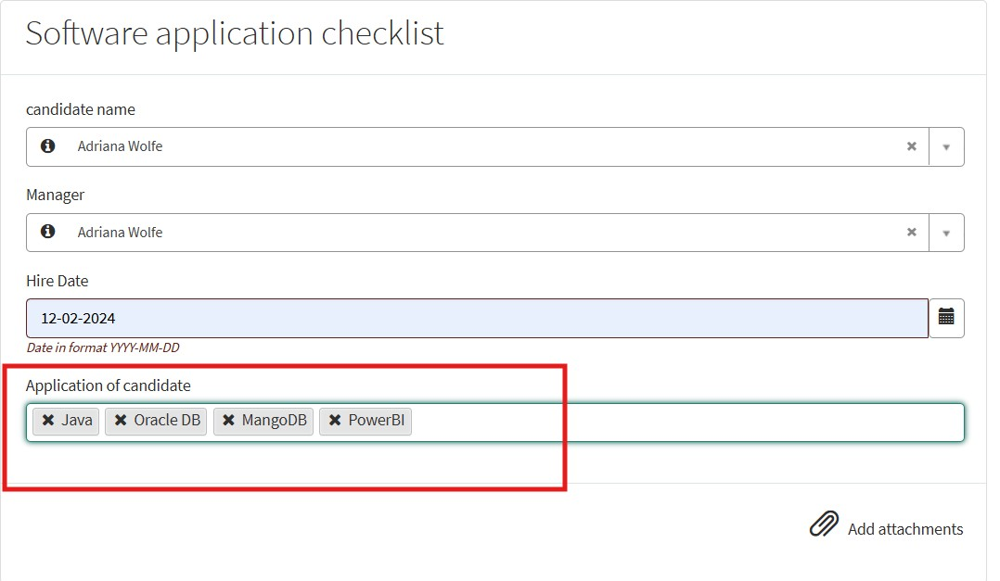 Software application checklist
candidate name
Adriana Wolfe
Manager
Adriana Wolfe
Hire Date
12-02-2024
Date in format YYYY-MM-DD
Application of candidate
Java Oracle DB MangoDB PowerBI
Add attachments